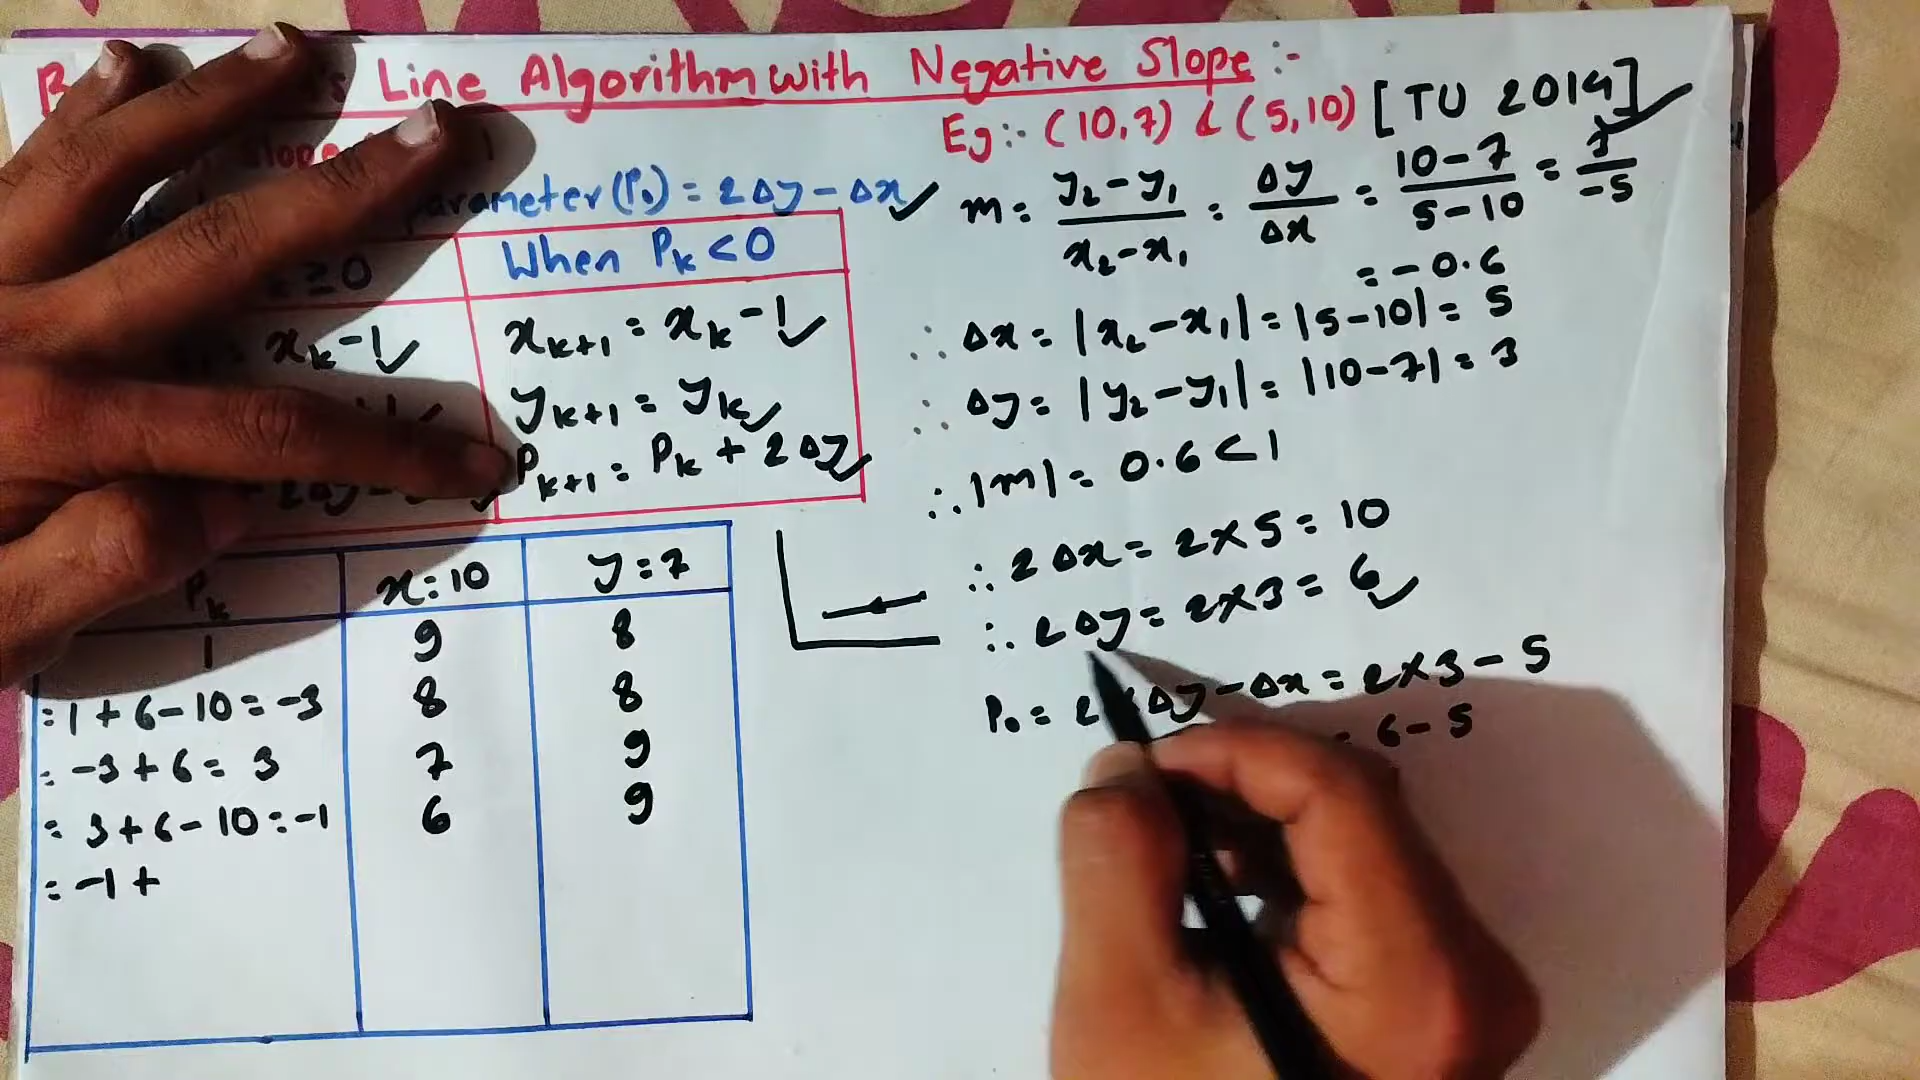 Line Algorithm with Negative Slope :-
Eg :- (10,7) & (5,10) [TU 2014]
parameter (P₀) = 2Δy - Δx
≥ 0
When Pₖ < 0
xₖ - 1
xₖ₊₁ = xₖ - 1
yₖ₊₁ = yₖ
Pₖ₊₁ = Pₖ + 2Δy
Pₖ
x = 10
y = 7
1
9
8
= 1 + 6 - 10 = -3
8
8
= -3 + 6 = 3
7
9
= 3 + 6 - 10 = -1
6
9
= -1 +
m = y₂ - y₁ / x₂ - x₁ = Δy / Δx = 10 - 7 / 5 - 10 = 3 / -5
= -0.6
∴ Δx = |x₂ - x₁| = |5 - 10| = 5
∴ Δy = |y₂ - y₁| = |10 - 7| = 3
∴ |m| = 0.6 < 1
∴ 2Δx = 2 × 5 = 10
∴ 2Δy = 2 × 3 = 6
P₀ = 2 × Δy - Δx = 2 × 3 - 5
= 6 - 5